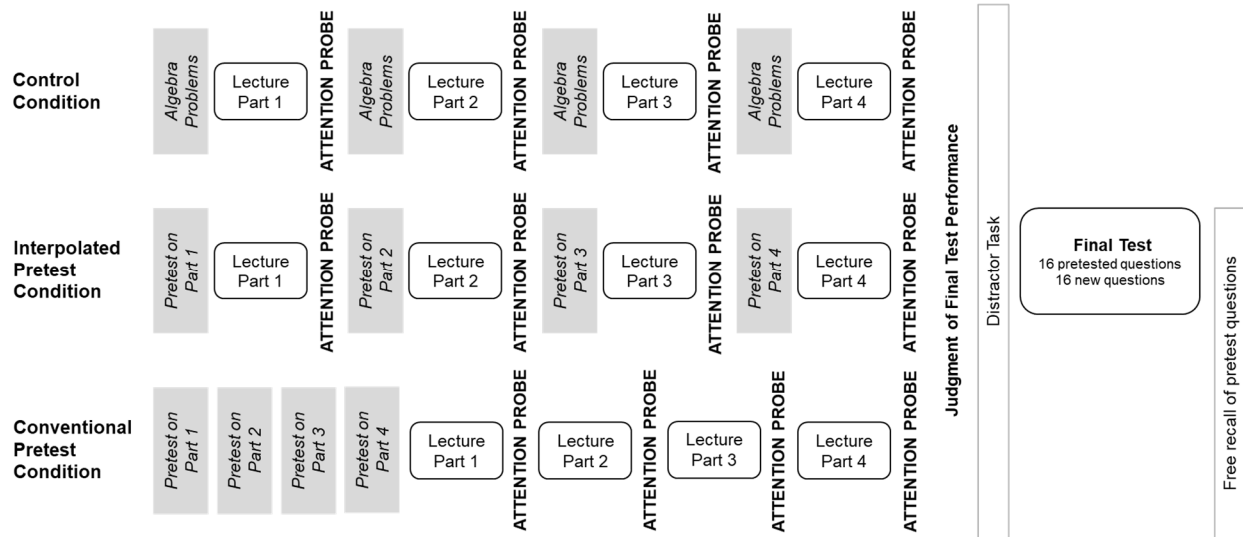 Control
Condition
Algebra
Problems
Lecture
Part 1
ATTENTION PROBE
Algebra
Problems
Lecture
Part 2
ATTENTION PROBE
Algebra
Problems
Lecture
Part 3
ATTENTION PROBE
Algebra
Problems
Lecture
Part 4
ATTENTION PROBE
Interpolated
Pretest
Condition
Pretest on
Part 1
Lecture
Part 1
ATTENTION PROBE
Pretest on
Part 2
Lecture
Part 2
ATTENTION PROBE
Pretest on
Part 3
Lecture
Part 3
ATTENTION PROBE
Pretest on
Part 4
Lecture
Part 4
ATTENTION PROBE
Conventional
Pretest
Condition
Pretest on
Part 1
Pretest on
Part 2
Pretest on
Part 3
Pretest on
Part 4
Lecture
Part 1
ATTENTION PROBE
Lecture
Part 2
ATTENTION PROBE
Lecture
Part 3
ATTENTION PROBE
Lecture
Part 4
ATTENTION PROBE
Judgment of Final Test Performance
Distractor Task
Final Test
16 pretested questions
16 new questions
Free recall of pretest questions